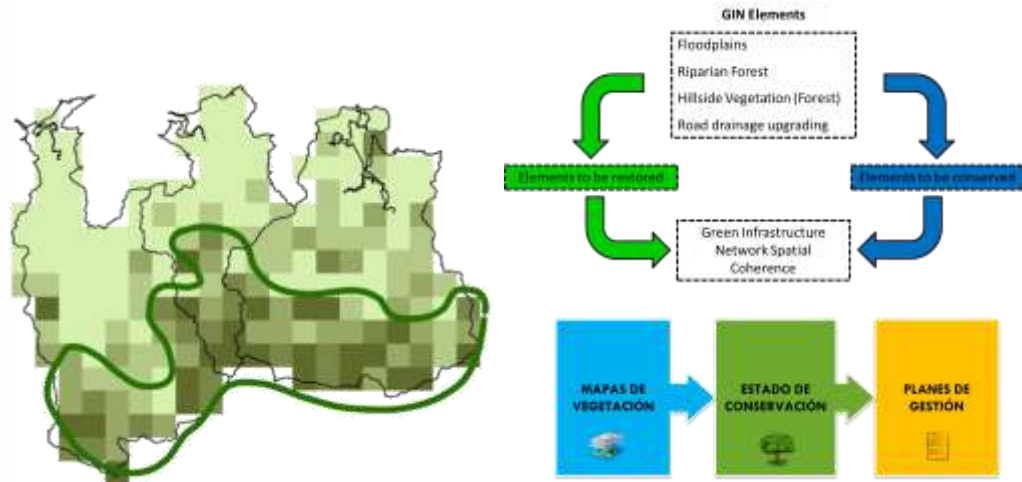 GIN Elements
Floodplains
Riparian Forest
Hillside Vegetation (Forest)
Road drainage upgrading
Elements to be restored
Elements to be conserved
Green Infrastructure
Network Spatial
Coherence
MAPAS DE
VEGETACIÓN
ESTADO DE
CONSERVACIÓN
PLANES DE
GESTIÓN